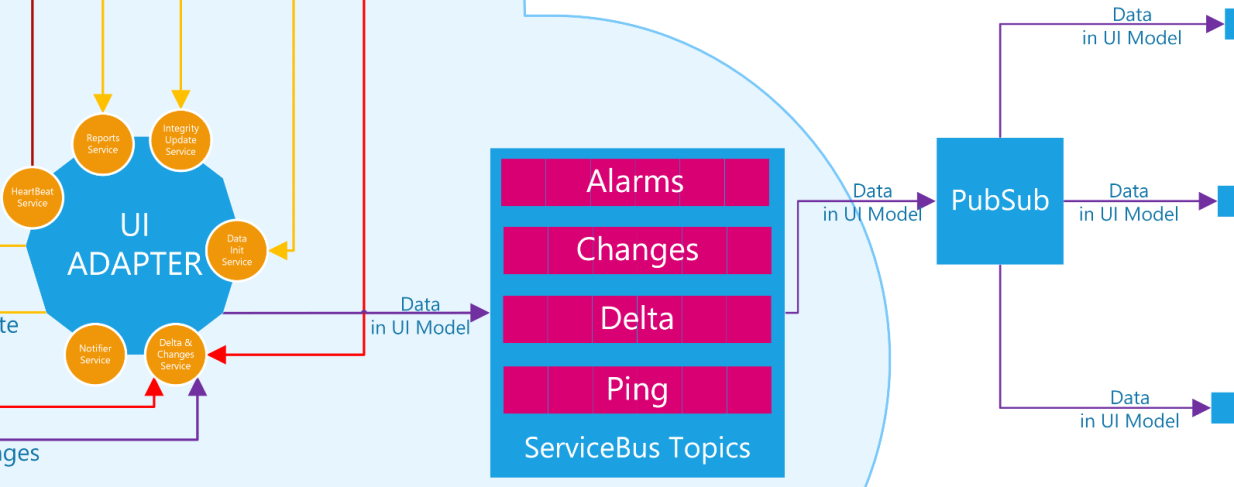 Data
in UI Model
Reports
Service
Integrity
Update
Service
HeartBeat
Service
UI
ADAPTER
Data
Init
Service
Notifier
Service
Delta &
Changes
Service
te
ges
Data
in UI Model
Alarms
Changes
Delta
Ping
ServiceBus Topics
Data
in UI Model
PubSub
Data
in UI Model
Data
in UI Model